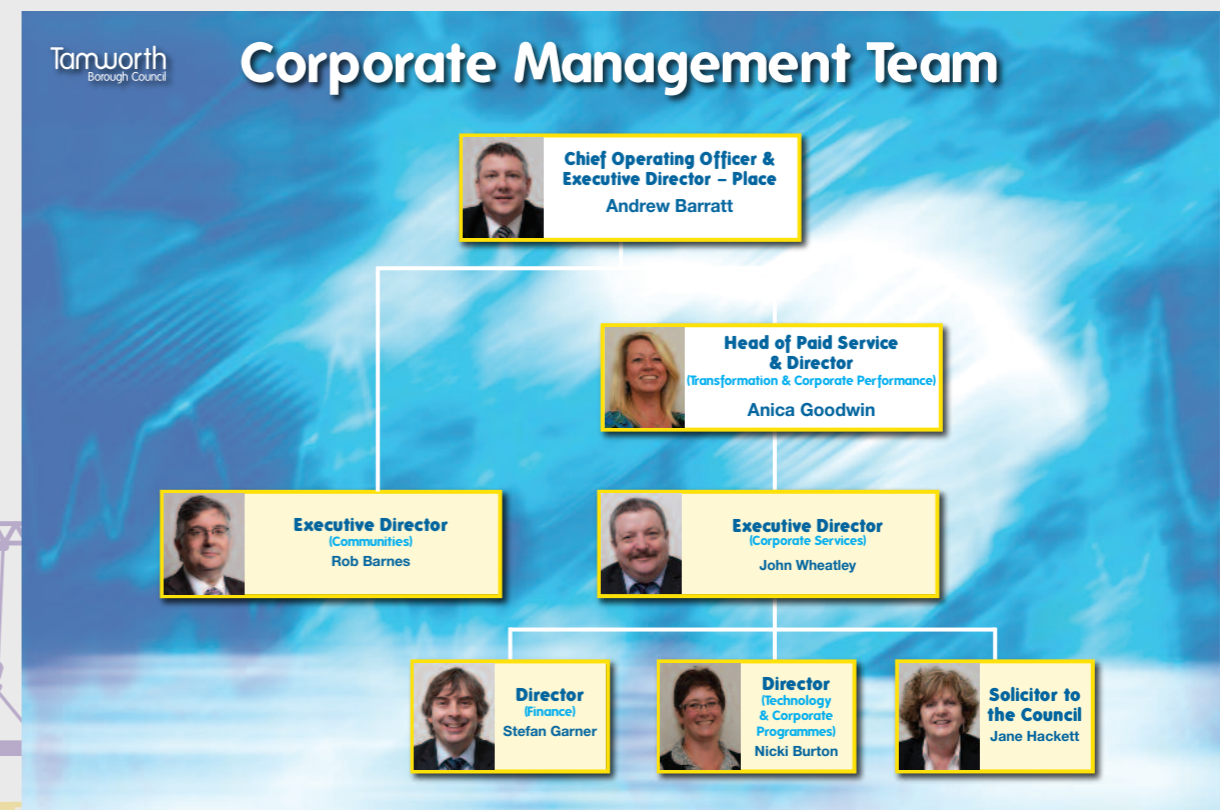 Tamworth
Borough Council
Corporate Management Team
Chief Operating Officer &
Executive Director – Place
Andrew Barratt
Head of Paid Service
& Director
(Transformation & Corporate Performance)
Anica Goodwin
Executive Director
(Communities)
Rob Barnes
Executive Director
(Corporate Services)
John Wheatley
Director
(Finance)
Stefan Garner
Director
(Technology
& Corporate
Programmes)
Nicki Burton
Solicitor to
the Council
Jane Hackett